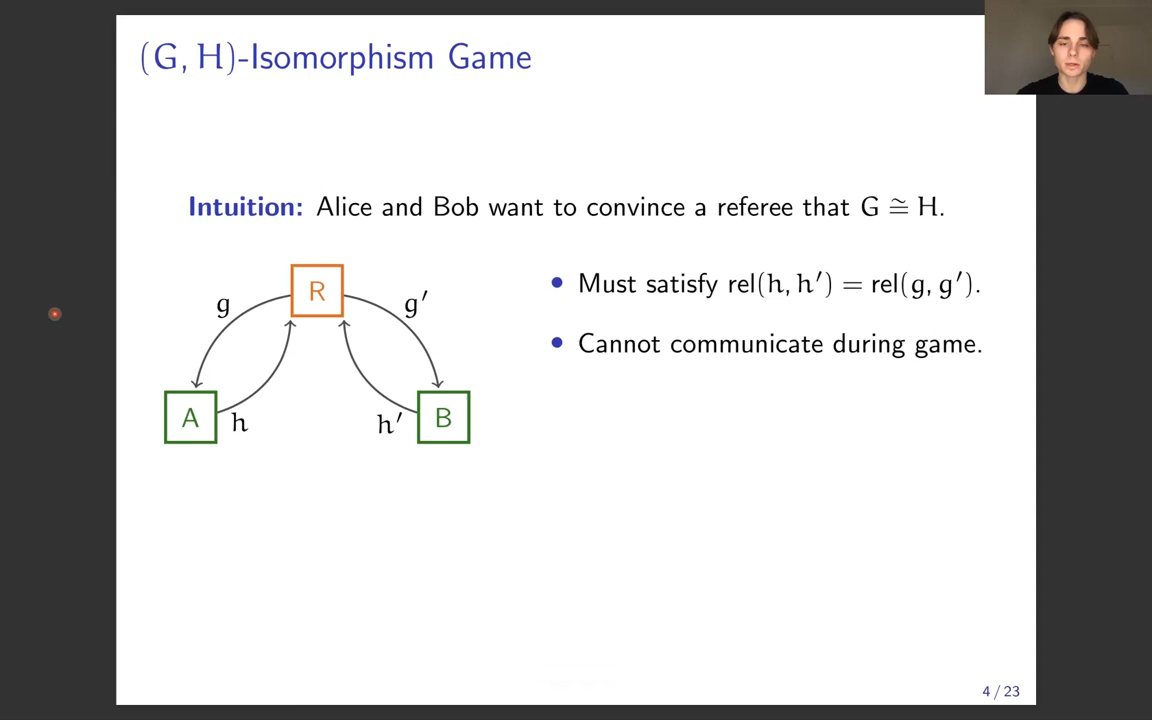 (G, H)-Isomorphism Game
Intuition: Alice and Bob want to convince a referee that G ≅ H.
R
g
g′
A
h
h′
B
• Must satisfy rel(h, h′) = rel(g, g′).
• Cannot communicate during game.
4 / 23